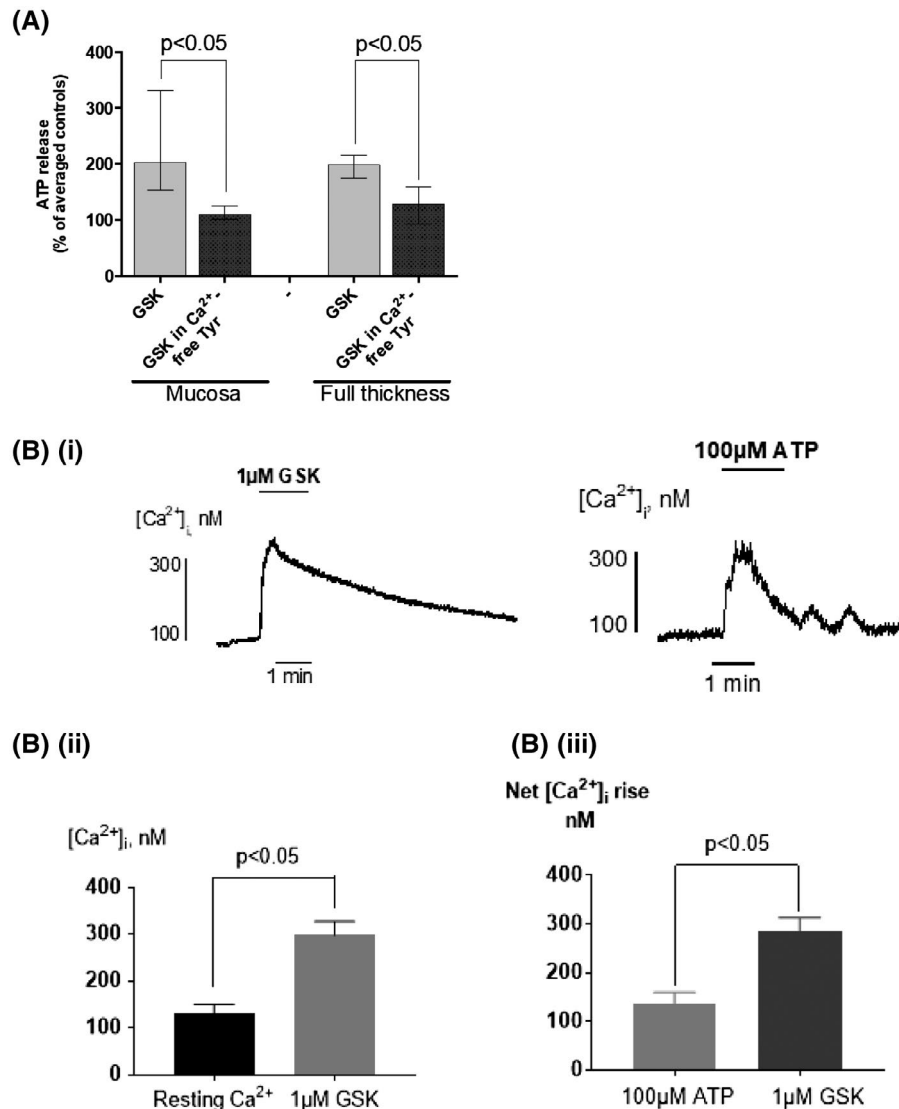 (A)
p<0.05
p<0.05
ATP release
(% of averaged controls)
400
300
200
100
0
GSK
GSK in Ca²⁺-
free Tyr
-
GSK
GSK in Ca²⁺-
free Tyr
Mucosa
Full thickness
(B) (i)
1µM GSK
[Ca²⁺]i, nM
300
100
1 min
100µM ATP
[Ca²⁺]i, nM
300
100
1 min
(B) (ii)
[Ca²⁺]i, nM
p<0.05
400
300
200
100
0
Resting Ca²⁺
1µM GSK
(B) (iii)
Net [Ca²⁺]i rise
nM
p<0.05
400
300
200
100
0
100µM ATP
1µM GSK